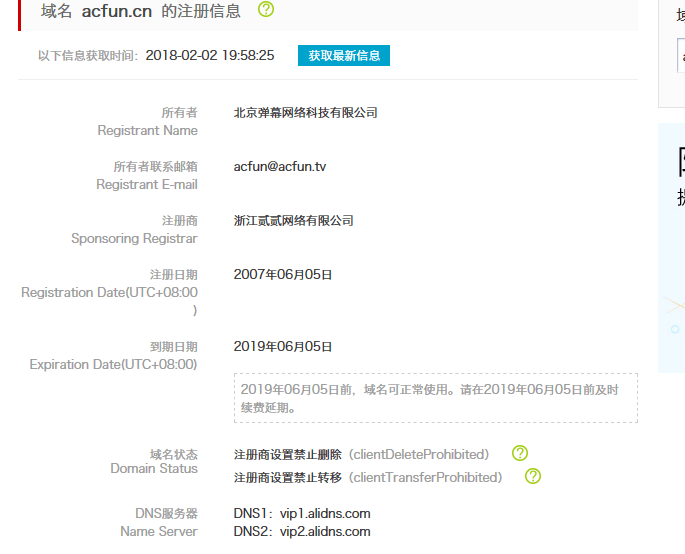 域名 acfun.cn 的注册信息
以下信息获取时间：2018-02-02 19:58:25 获取最新信息
所有者 北京弹幕网络科技有限公司
Registrant Name
所有者联系邮箱 acfun@acfun.tv
Registrant E-mail
注册商 浙江贰贰网络有限公司
Sponsoring Registrar
注册日期 2007年06月05日
Registration Date(UTC+08:00
)
到期日期 2019年06月05日
Expiration Date(UTC+08:00)
2019年06月05日前，域名可正常使用。请在2019年06月05日前及时
续费延期。
域名状态 注册商设置禁止删除（clientDeleteProhibited）
Domain Status
注册商设置禁止转移（clientTransferProhibited）
DNS服务器 DNS1：vip1.alidns.com
Name Server DNS2：vip2.alidns.com